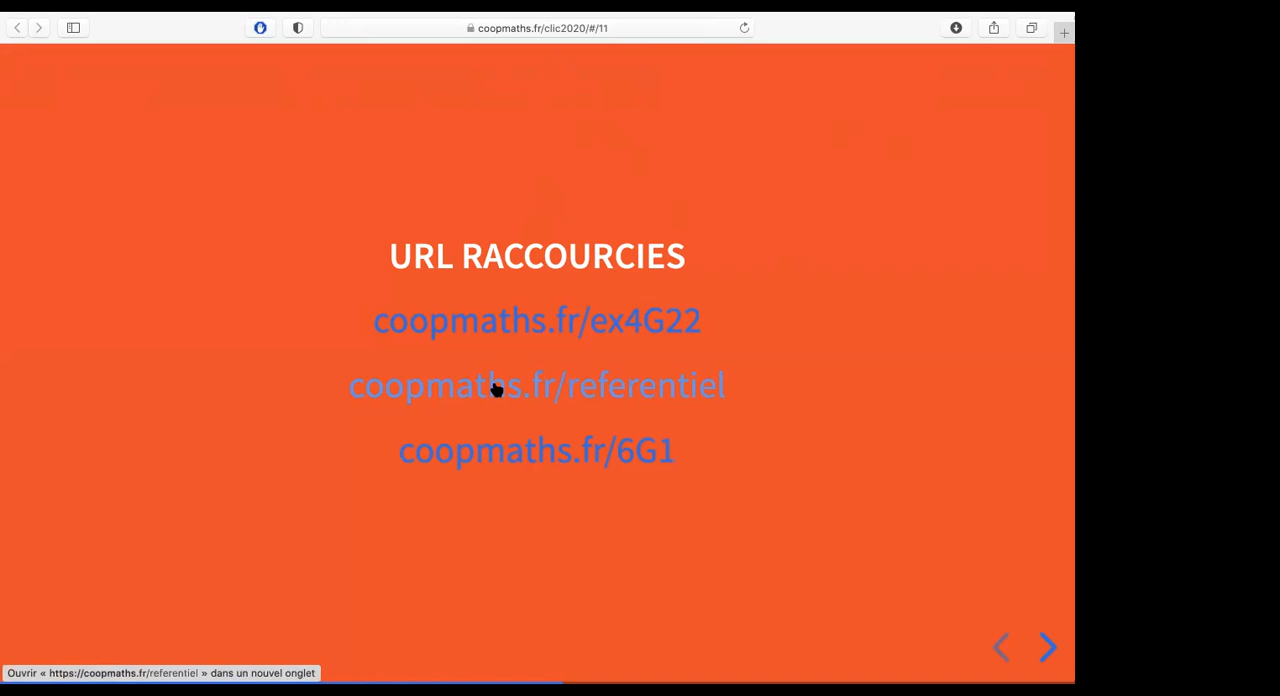 coopmaths.fr/clic2020/#/11
URL RACCOURCIES
coopmaths.fr/ex4G22
coopmaths.fr/referentiel
coopmaths.fr/6G1
Ouvrir « https://coopmaths.fr/referentiel » dans un nouvel onglet